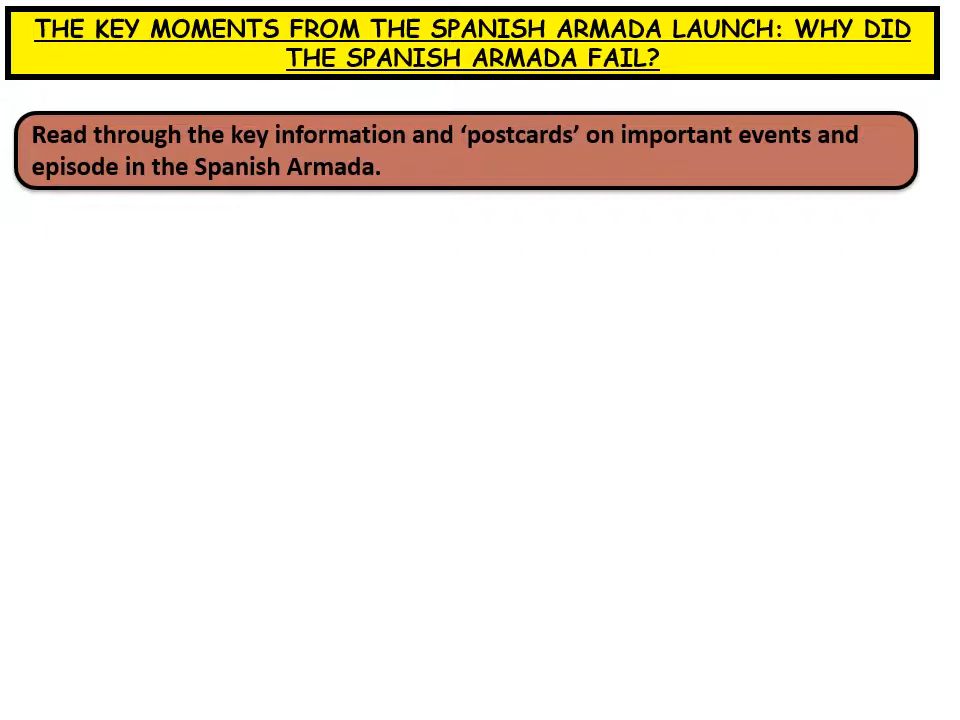 THE KEY MOMENTS FROM THE SPANISH ARMADA LAUNCH: WHY DID
THE SPANISH ARMADA FAIL?
Read through the key information and ‘postcards’ on important events and
episode in the Spanish Armada.